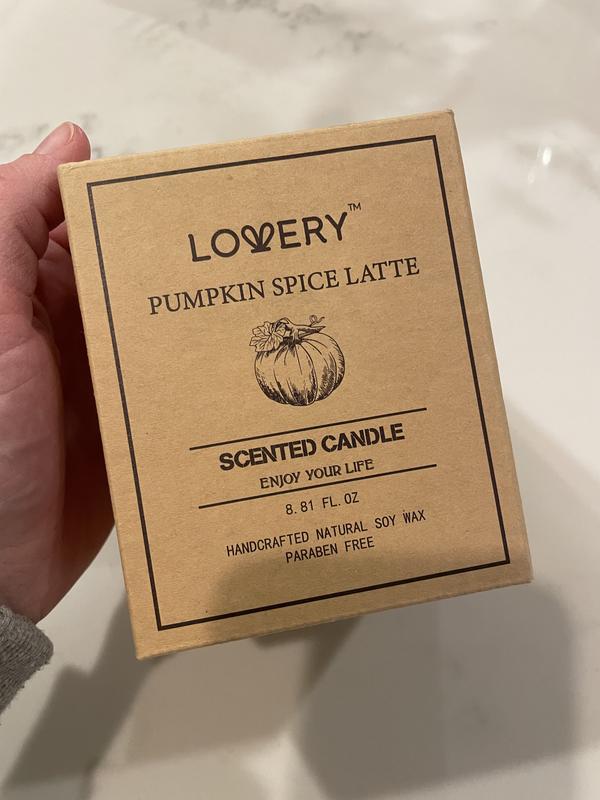 LOVERY™
PUMPKIN SPICE LATTE
SCENTED CANDLE
ENJOY YOUR LIFE
8.81 FL.OZ
HANDCRAFTED NATURAL SOY WAX
PARABEN FREE